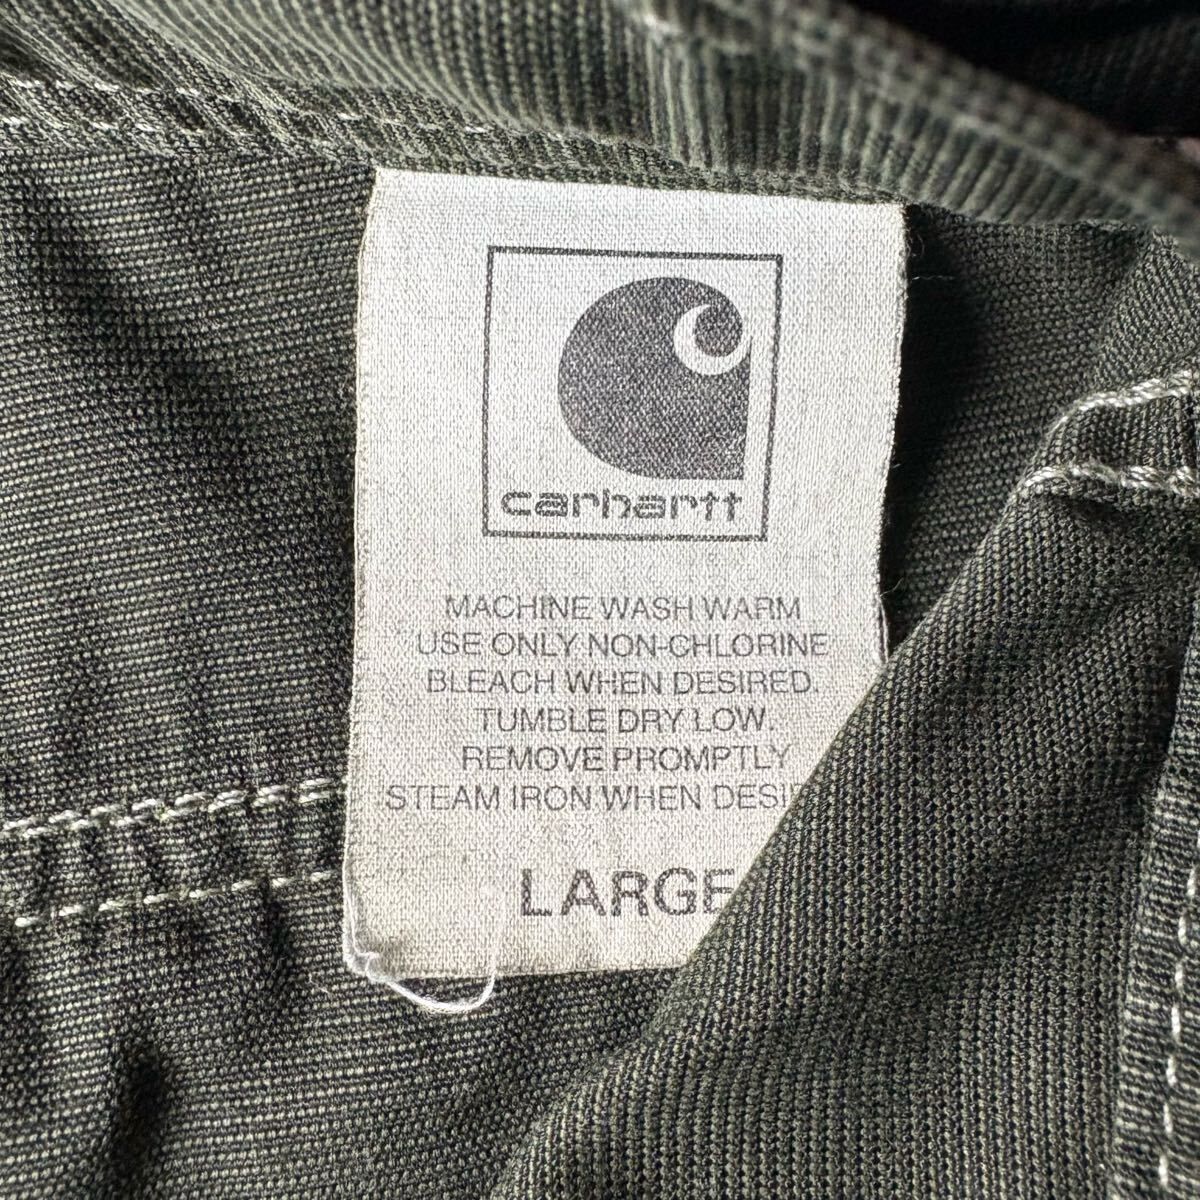 carhartt
MACHINE WASH WARM
USE ONLY NON-CHLORINE
BLEACH WHEN DESIRED.
TUMBLE DRY LOW.
REMOVE PROMPTLY
STEAM IRON WHEN
LARGE